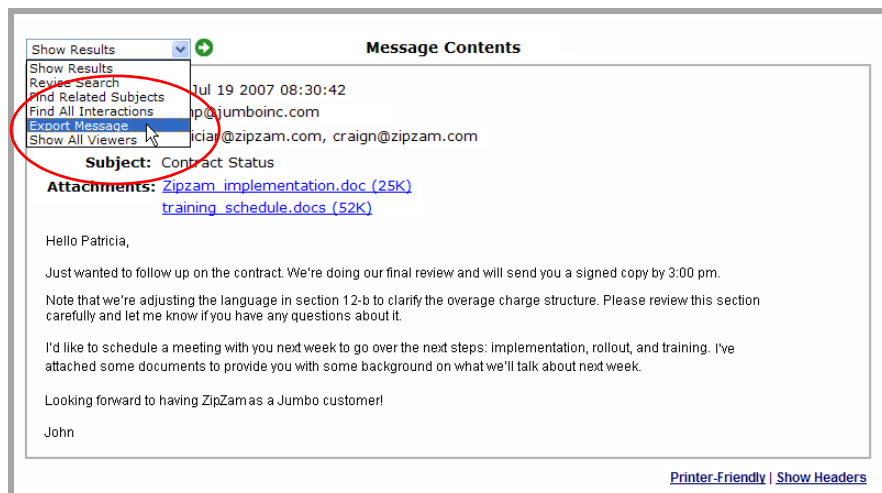 Show Results
Message Contents
Show Results
Revise Search
Find Related Subjects
Find All Interactions
Export Message
Show All Viewers
Jul 19 2007 08:30:42
@jumboinc.com
@zipzam.com, craign@zipzam.com
Subject: Contract Status
Attachments: Zipzam_implementation.doc (25K)
training_schedule.docs (52K)
Hello Patricia,
Just wanted to follow up on the contract. We're doing our final review and will send you a signed copy by 3:00 pm.
Note that we're adjusting the language in section 12-b to clarify the overage charge structure. Please review this section
carefully and let me know if you have any questions about it.
I'd like to schedule a meeting with you next week to go over the next steps: implementation, rollout, and training. I've
attached some documents to provide you with some background on what we'll talk about next week.
Looking forward to having ZipZam as a Jumbo customer!
John
Printer-Friendly | Show Headers